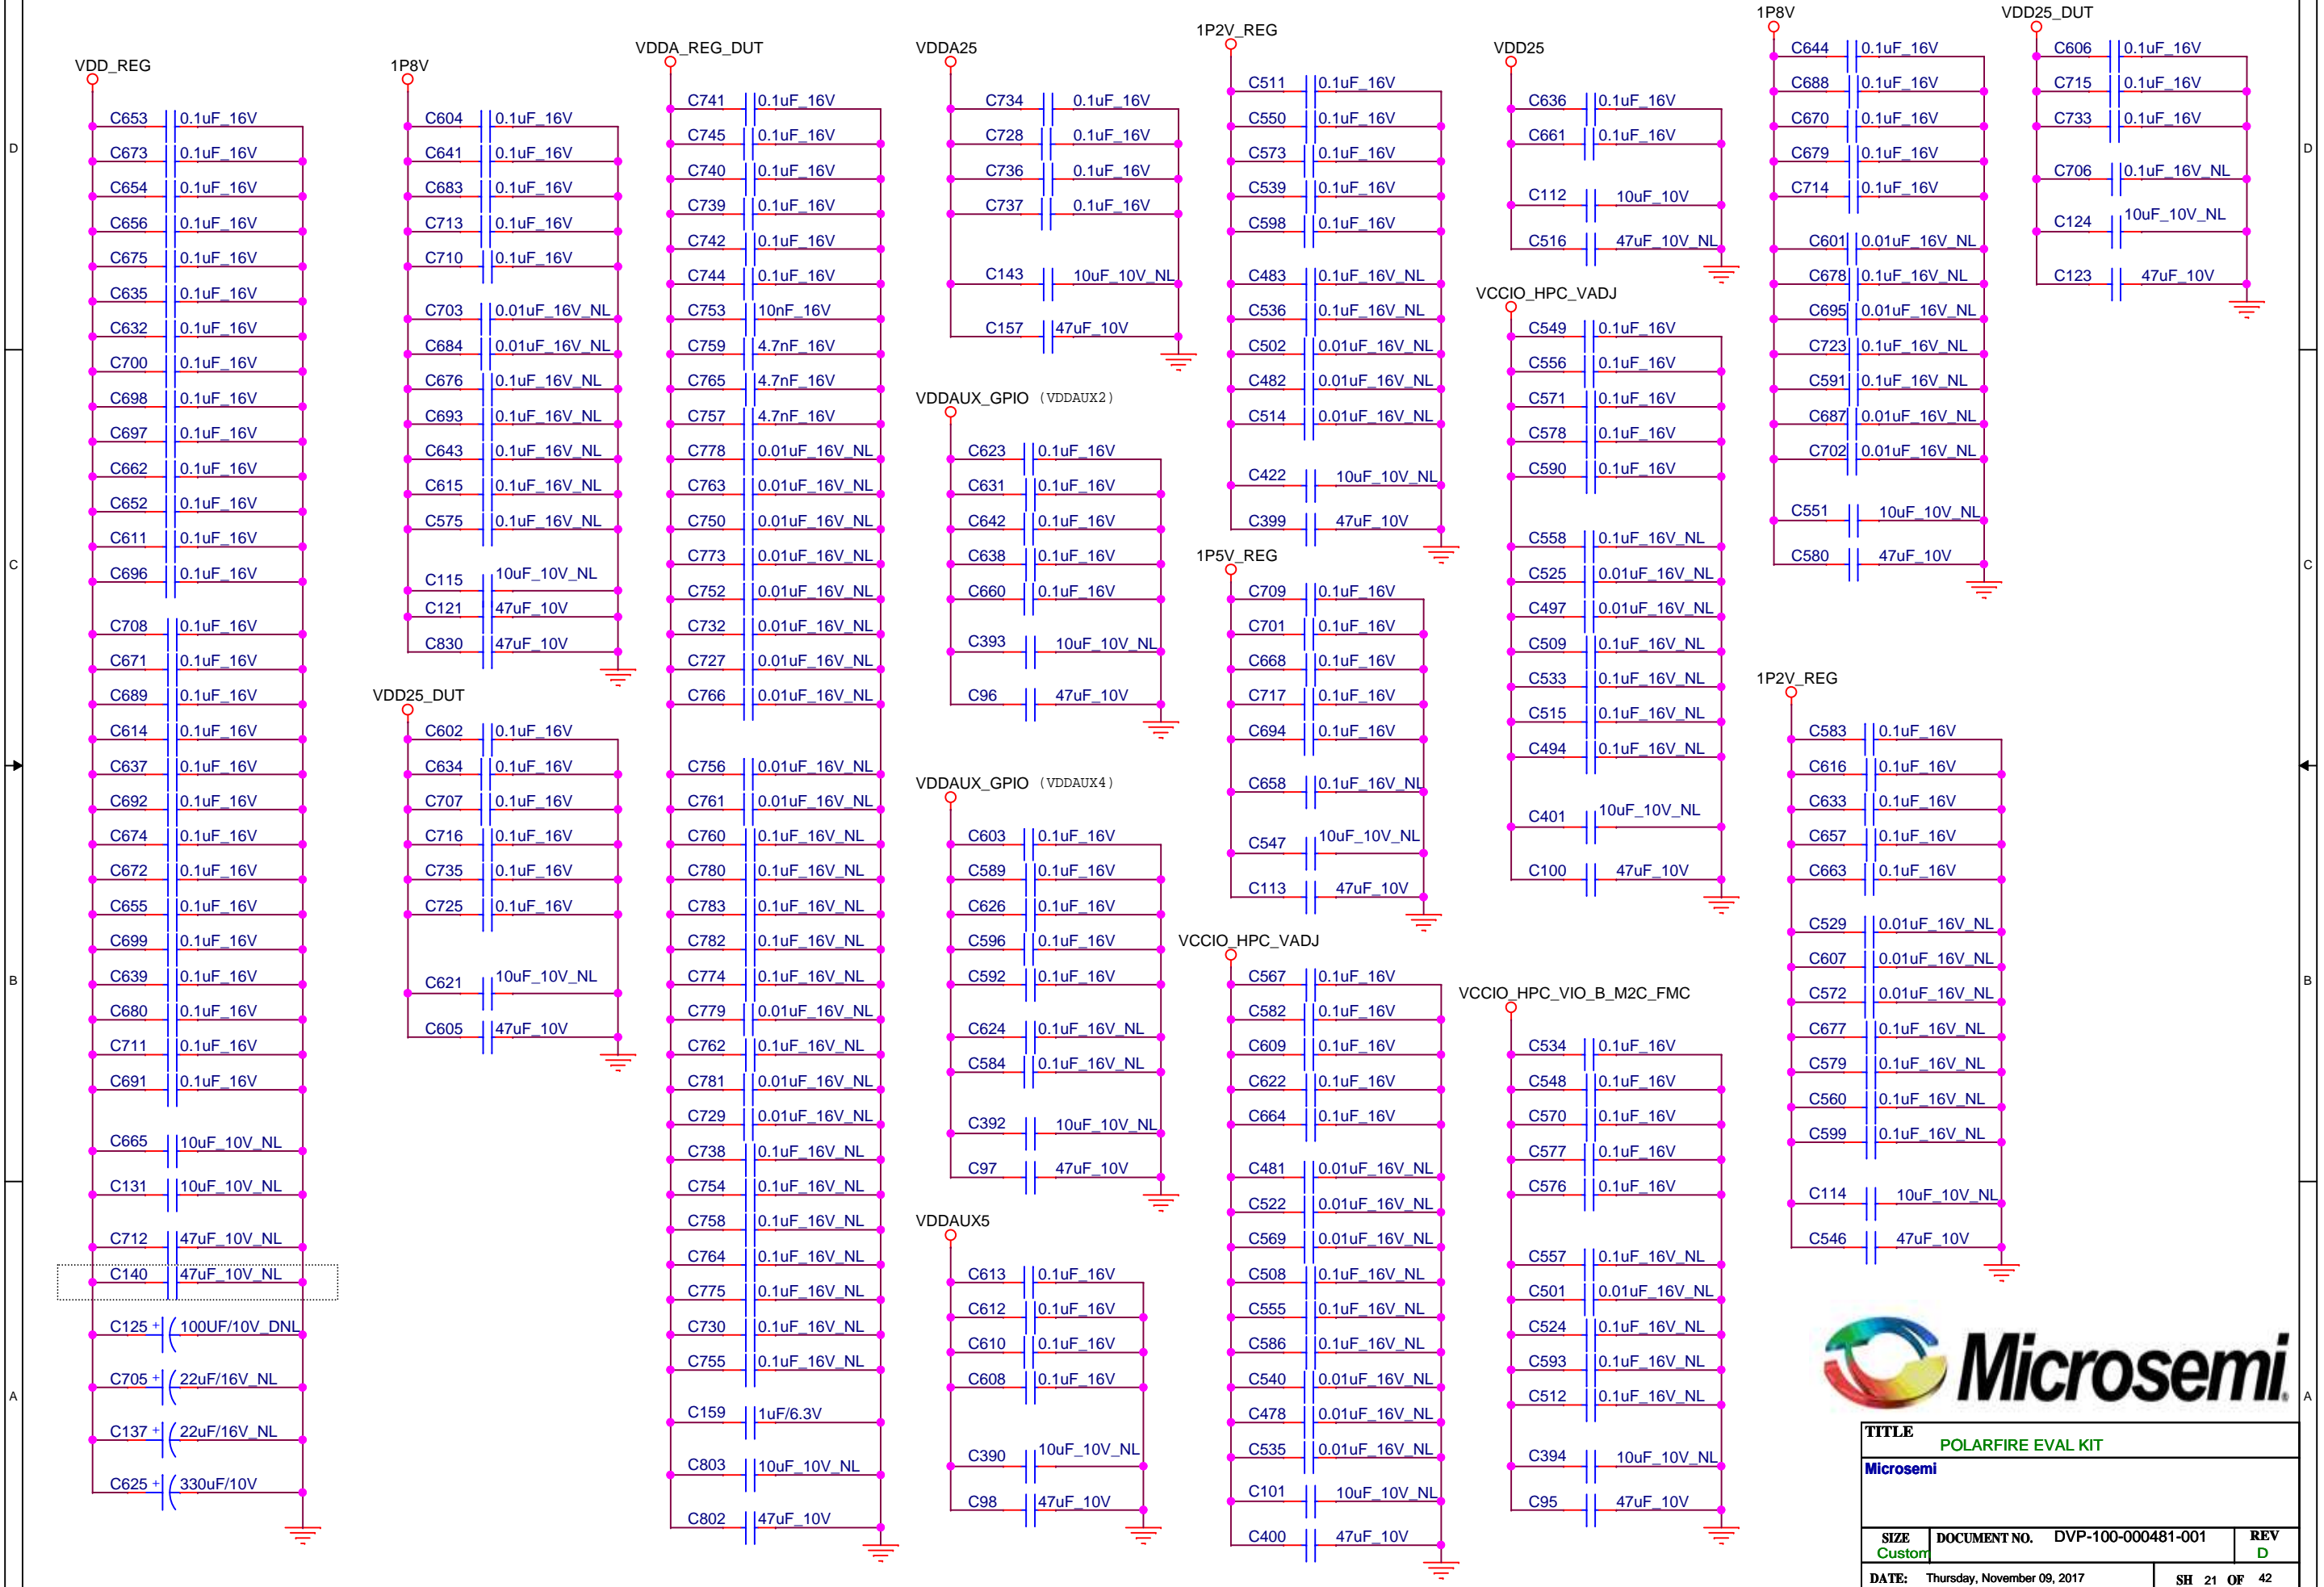 VDD_REG
C653 0.1uF_16V
C673 0.1uF_16V
C654 0.1uF_16V
C656 0.1uF_16V
C675 0.1uF_16V
C635 0.1uF_16V
C632 0.1uF_16V
C700 0.1uF_16V
C698 0.1uF_16V
C697 0.1uF_16V
C662 0.1uF_16V
C652 0.1uF_16V
C611 0.1uF_16V
C696 0.1uF_16V
C708 0.1uF_16V
C671 0.1uF_16V
C689 0.1uF_16V
C614 0.1uF_16V
C637 0.1uF_16V
C692 0.1uF_16V
C674 0.1uF_16V
C672 0.1uF_16V
C655 0.1uF_16V
C699 0.1uF_16V
C639 0.1uF_16V
C680 0.1uF_16V
C711 0.1uF_16V
C691 0.1uF_16V
C665 10uF_10V_NL
C131 10uF_10V_NL
C712 47uF_10V_NL
C140 47uF_10V_NL
C125 + 100UF/10V_DNL
C705 + 22uF/16V_NL
C137 + 22uF/16V_NL
C625 + 330uF/10V
1P8V
C604 0.1uF_16V
C641 0.1uF_16V
C683 0.1uF_16V
C713 0.1uF_16V
C710 0.1uF_16V
C703 0.01uF_16V_NL
C684 0.01uF_16V_NL
C676 0.1uF_16V_NL
C693 0.1uF_16V_NL
C643 0.1uF_16V_NL
C615 0.1uF_16V_NL
C575 0.1uF_16V_NL
C115 10uF_10V_NL
C121 47uF_10V
C830 47uF_10V
VDD25_DUT
C602 0.1uF_16V
C634 0.1uF_16V
C707 0.1uF_16V
C716 0.1uF_16V
C735 0.1uF_16V
C725 0.1uF_16V
C621 10uF_10V_NL
C605 47uF_10V
VDDA_REG_DUT
C741 0.1uF_16V
C745 0.1uF_16V
C740 0.1uF_16V
C739 0.1uF_16V
C742 0.1uF_16V
C744 0.1uF_16V
C753 10nF_16V
C759 4.7nF_16V
C765 4.7nF_16V
C757 4.7nF_16V
C778 0.01uF_16V_NL
C763 0.01uF_16V_NL
C750 0.01uF_16V_NL
C773 0.01uF_16V_NL
C752 0.01uF_16V_NL
C732 0.01uF_16V_NL
C727 0.01uF_16V_NL
C766 0.01uF_16V_NL
C756 0.01uF_16V_NL
C761 0.01uF_16V_NL
C760 0.1uF_16V_NL
C780 0.1uF_16V_NL
C783 0.1uF_16V_NL
C782 0.1uF_16V_NL
C774 0.1uF_16V_NL
C779 0.01uF_16V_NL
C762 0.1uF_16V_NL
C781 0.01uF_16V_NL
C729 0.01uF_16V_NL
C738 0.1uF_16V_NL
C754 0.1uF_16V_NL
C758 0.1uF_16V_NL
C764 0.1uF_16V_NL
C775 0.1uF_16V_NL
C730 0.1uF_16V_NL
C755 0.1uF_16V_NL
C159 1uF/6.3V
C803 10uF_10V_NL
C802 47uF_10V
VDDA25
C734 0.1uF_16V
C728 0.1uF_16V
C736 0.1uF_16V
C737 0.1uF_16V
C143 10uF_10V_NL
C157 47uF_10V
VDDAUX_GPIO (VDDAUX2)
C623 0.1uF_16V
C631 0.1uF_16V
C642 0.1uF_16V
C638 0.1uF_16V
C660 0.1uF_16V
C393 10uF_10V_NL
C96 47uF_10V
VDDAUX_GPIO (VDDAUX4)
C603 0.1uF_16V
C589 0.1uF_16V
C626 0.1uF_16V
C596 0.1uF_16V
C592 0.1uF_16V
C624 0.1uF_16V_NL
C584 0.1uF_16V_NL
C392 10uF_10V_NL
C97 47uF_10V
VDDAUX5
C613 0.1uF_16V
C612 0.1uF_16V
C610 0.1uF_16V
C608 0.1uF_16V
C390 10uF_10V_NL
C98 47uF_10V
1P2V_REG
C511 0.1uF_16V
C550 0.1uF_16V
C573 0.1uF_16V
C539 0.1uF_16V
C598 0.1uF_16V
C483 0.1uF_16V_NL
C536 0.1uF_16V_NL
C502 0.01uF_16V_NL
C482 0.01uF_16V_NL
C514 0.01uF_16V_NL
C422 10uF_10V_NL
C399 47uF_10V
1P5V_REG
C709 0.1uF_16V
C701 0.1uF_16V
C668 0.1uF_16V
C717 0.1uF_16V
C694 0.1uF_16V
C658 0.1uF_16V_NL
C547 10uF_10V_NL
C113 47uF_10V
VCCIO_HPC_VADJ
C567 0.1uF_16V
C582 0.1uF_16V
C609 0.1uF_16V
C622 0.1uF_16V
C664 0.1uF_16V
C481 0.01uF_16V_NL
C522 0.01uF_16V_NL
C569 0.01uF_16V_NL
C508 0.1uF_16V_NL
C555 0.1uF_16V_NL
C586 0.1uF_16V_NL
C540 0.01uF_16V_NL
C478 0.01uF_16V_NL
C535 0.01uF_16V_NL
C101 10uF_10V_NL
C400 47uF_10V
VDD25
C636 0.1uF_16V
C661 0.1uF_16V
C112 10uF_10V
C516 47uF_10V_NL
VCCIO_HPC_VADJ
C549 0.1uF_16V
C556 0.1uF_16V
C571 0.1uF_16V
C578 0.1uF_16V
C590 0.1uF_16V
C558 0.1uF_16V_NL
C525 0.01uF_16V_NL
C497 0.01uF_16V_NL
C509 0.1uF_16V_NL
C533 0.1uF_16V_NL
C515 0.1uF_16V_NL
C494 0.1uF_16V_NL
C401 10uF_10V_NL
C100 47uF_10V
VCCIO_HPC_VIO_B_M2C_FMC
C534 0.1uF_16V
C548 0.1uF_16V
C570 0.1uF_16V
C577 0.1uF_16V
C576 0.1uF_16V
C557 0.1uF_16V_NL
C501 0.01uF_16V_NL
C524 0.1uF_16V_NL
C593 0.1uF_16V_NL
C512 0.1uF_16V_NL
C394 10uF_10V_NL
C95 47uF_10V
1P8V
C644 0.1uF_16V
C688 0.1uF_16V
C670 0.1uF_16V
C679 0.1uF_16V
C714 0.1uF_16V
C601 0.01uF_16V_NL
C678 0.1uF_16V_NL
C695 0.01uF_16V_NL
C723 0.1uF_16V_NL
C591 0.1uF_16V_NL
C687 0.01uF_16V_NL
C702 0.01uF_16V_NL
C551 10uF_10V_NL
C580 47uF_10V
1P2V_REG
C583 0.1uF_16V
C616 0.1uF_16V
C633 0.1uF_16V
C657 0.1uF_16V
C663 0.1uF_16V
C529 0.01uF_16V_NL
C607 0.01uF_16V_NL
C572 0.01uF_16V_NL
C677 0.1uF_16V_NL
C579 0.1uF_16V_NL
C560 0.1uF_16V_NL
C599 0.1uF_16V_NL
C114 10uF_10V_NL
C546 47uF_10V
VDD25_DUT
C606 0.1uF_16V
C715 0.1uF_16V
C733 0.1uF_16V
C706 0.1uF_16V_NL
C124 10uF_10V_NL
C123 47uF_10V
D D
C C
B B
A A
Microsemi.
TITLE
POLARFIRE EVAL KIT
Microsemi
SIZE DOCUMENT NO. DVP-100-000481-001 REV
Custom D
DATE: Thursday, November 09, 2017 SH 21 OF 42